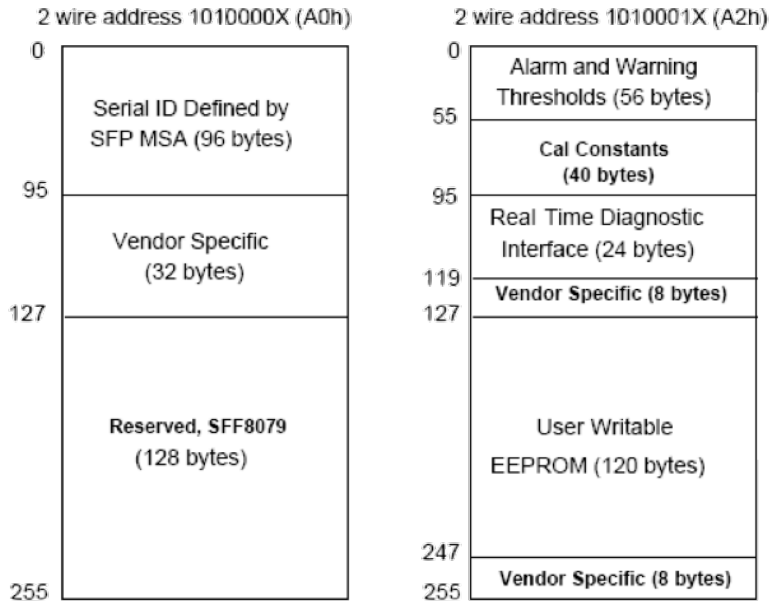 2 wire address 1010000X (A0h)
0
Serial ID Defined by
SFP MSA (96 bytes)
95
Vendor Specific
(32 bytes)
127
Reserved, SFF8079
(128 bytes)
255
2 wire address 1010001X (A2h)
0
Alarm and Warning
Thresholds (56 bytes)
55
Cal Constants
(40 bytes)
95
Real Time Diagnostic
Interface (24 bytes)
119
Vendor Specific (8 bytes)
127
User Writable
EEPROM (120 bytes)
247
Vendor Specific (8 bytes)
255